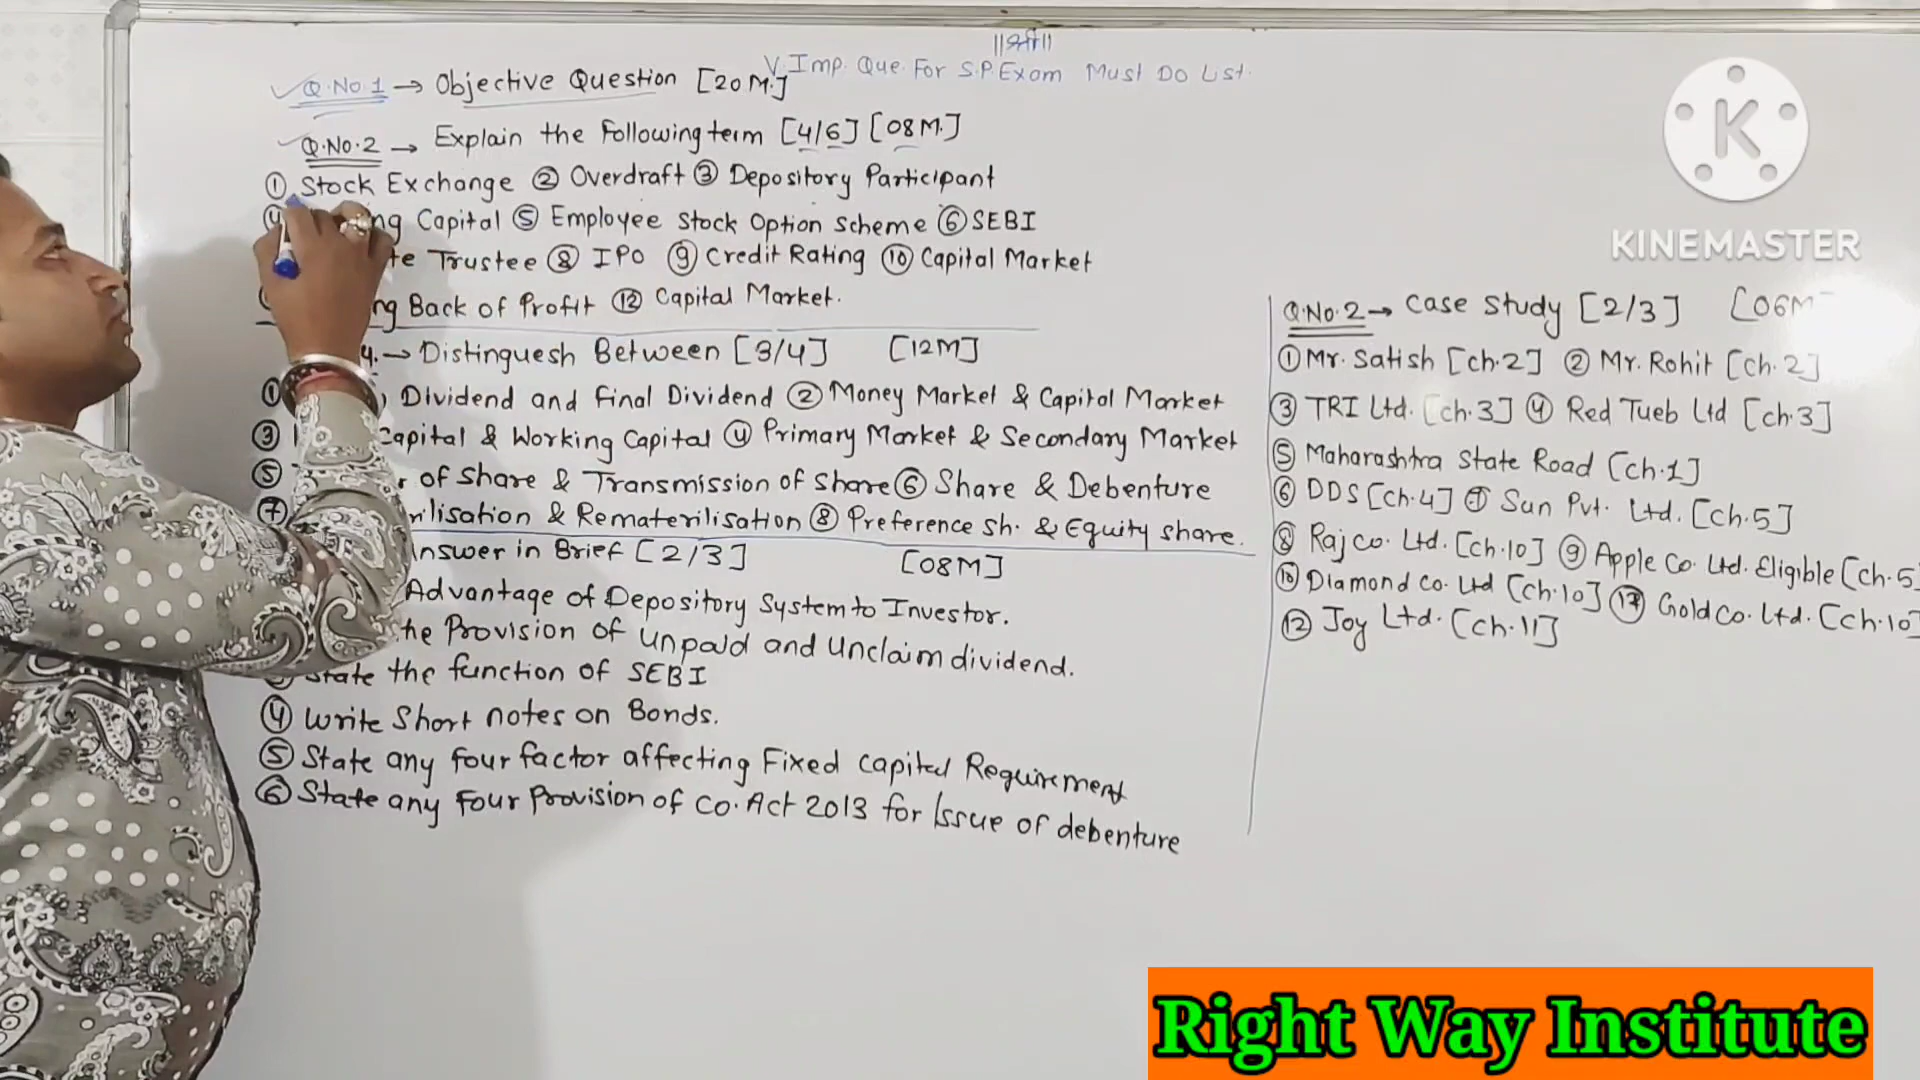 ॥श्री॥
V. Imp. Que. For S.P. Exam Must Do List.
Q.No.1 → Objective Question [20 M.]
Q.No.2 → Explain the Following term [4/6] [08 M.]
① Stock Exchange ② Overdraft ③ Depository Participant
④ Capital ⑤ Employee Stock Option Scheme ⑥ SEBI
Trustee ⑧ IPO ⑨ Credit Rating ⑩ Capital Market
Back of Profit ⑫ Capital Market.
4. → Distinguesh Between [3/4] [12M]
① Dividend and final Dividend ② Money Market & Capital Market
③ Capital & Working Capital ④ Primary Market & Secondary Market
⑤ of Share & Transmission of Share ⑥ Share & Debenture
⑦ & Rematerilisation ⑧ Preference sh. & Equity share.
Answer in Brief [2/3] [08M]
Advantage of Depository System to Investor.
the Provision of Unpaid and Unclaim dividend.
State the function of SEBI
④ Write Short notes on Bonds.
⑤ State any four factor affecting Fixed capital Requirement
⑥ State any Four Provision of Co. Act 2013 for Issue of debenture
Q.No.2 → Case Study [2/3] [06M]
① Mr. Satish [ch.2] ② Mr. Rohit [ch.2]
③ TRI Ltd. [ch.3] ④ Red Tueb Ltd [ch.3]
⑤ Maharashtra State Road [ch.1]
⑥ DDS [ch.4] ⑦ Sun Pvt. Ltd. [ch.5]
⑧ Raj co. Ltd. [ch.10] ⑨ Apple Co. Ltd. Eligible [ch.5]
⑩ Diamond co. Ltd [ch.10] Gold Co. Ltd. [ch.10]
⑫ Joy Ltd. [ch.11]
KINEMASTER
Right Way Institute